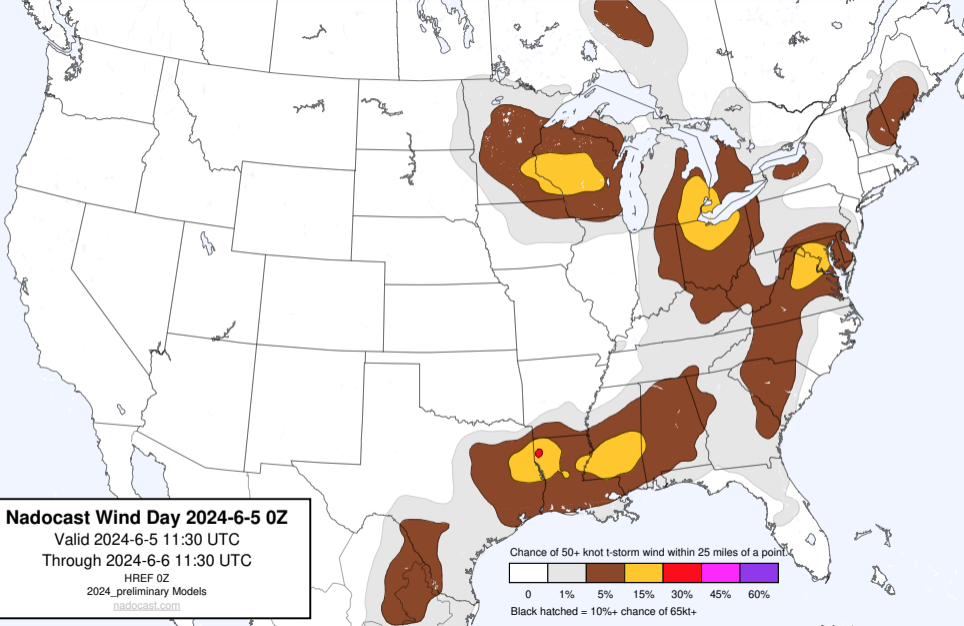 Nadocast Wind Day 2024-6-5 0Z
Valid 2024-6-5 11:30 UTC
Through 2024-6-6 11:30 UTC
HREF 0Z
2024_preliminary Models
nadocast.com
Chance of 50+ knot t-storm wind within 25 miles of a point.
0 1% 5% 15% 30% 45% 60%
Black hatched = 10%+ chance of 65kt+